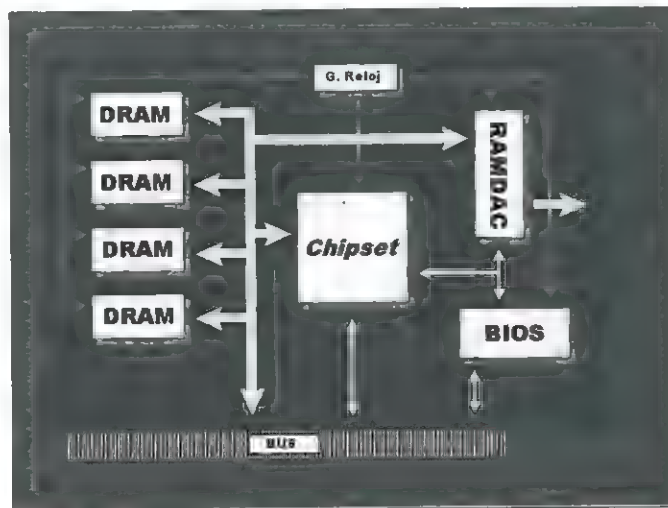 G. Reloj
DRAM
DRAM
DRAM
DRAM
RAMDAC
Chipset
BIOS
BUS